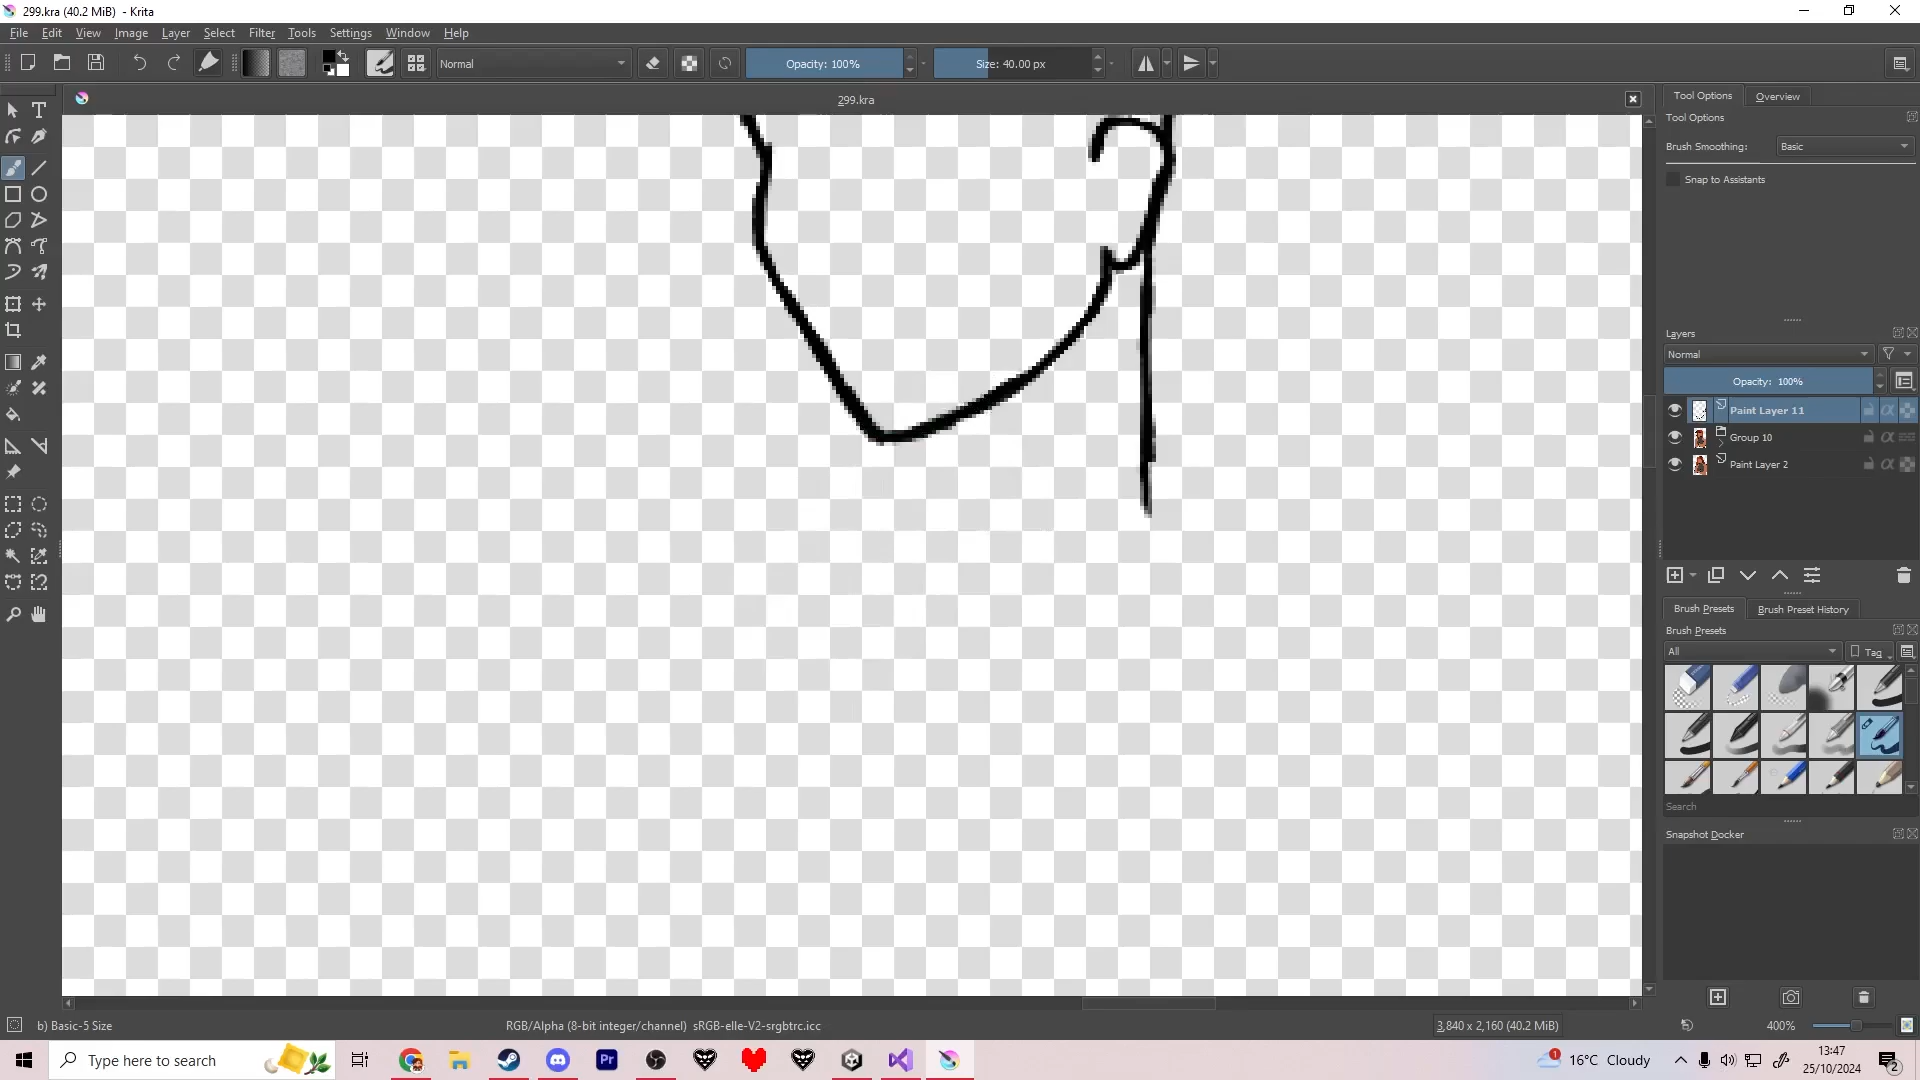 299.kra (40.2 MiB) - Krita
File Edit View Image Layer Select Filter Tools Settings Window Help
Normal Opacity: 100% Size: 40.00 px
299.kra
Tool Options Overview
Tool Options
Brush Smoothing: Basic
Snap to Assistants
Layers
Normal
Opacity: 100%
Paint Layer 11
Group 10
Paint Layer 2
Brush Presets Brush Preset History
Brush Presets
All Tag
Search
Snapshot Docker
b) Basic-5 Size RGB/Alpha (8-bit integer/channel) sRGB-elle-V2-srgbtrc.icc 3,840 x 2,160 (40.2 MiB) 400%
Type here to search Pr 1 16°C Cloudy 13:47
25/10/2024 2